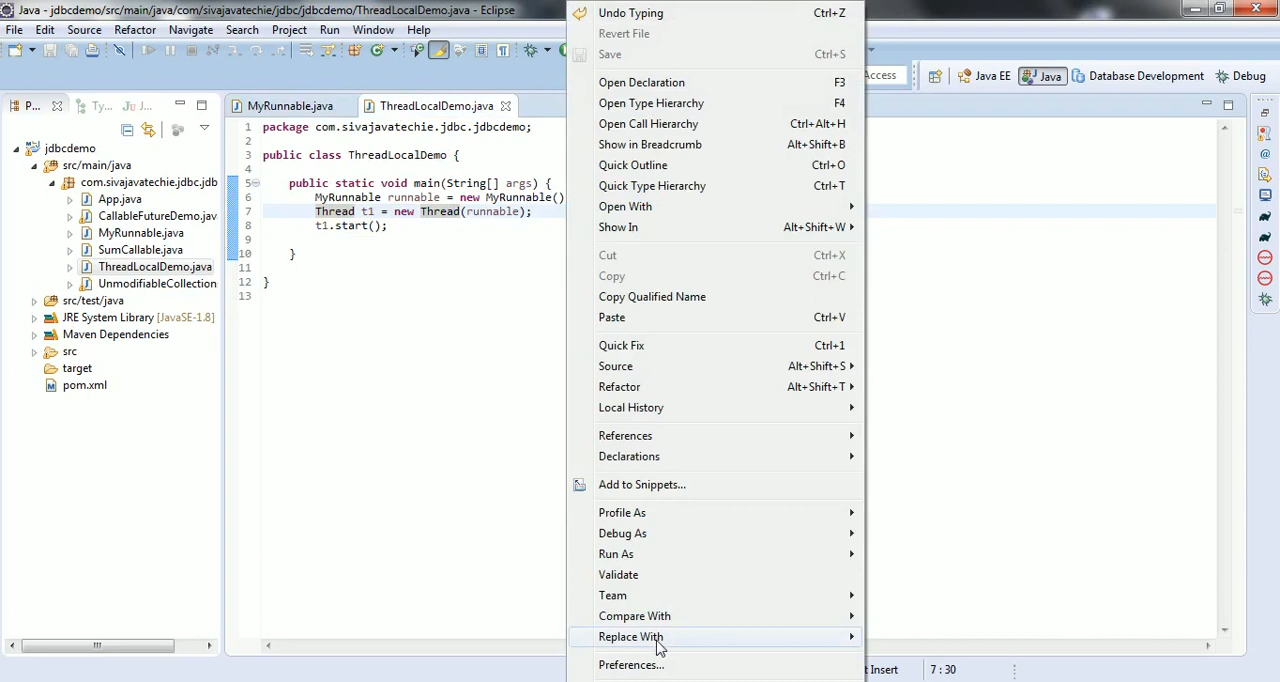 Java - jdbcdemo/src/main/java/com/sivajavatechie/jdbc/jdbcdemo/ThreadLocalDemo.java - Eclipse
File Edit Source Refactor Navigate Search Project Run Window Help
Access Java EE Java Database Development Debug
P... Ty... Ju J...
jdbcdemo
src/main/java
com.sivajavatechie.jdbc.jdb
App.java
CallableFutureDemo.jav
MyRunnable.java
SumCallable.java
ThreadLocalDemo.java
UnmodifiableCollection
src/test/java
JRE System Library [JavaSE-1.8]
Maven Dependencies
src
target
pom.xml
MyRunnable.java ThreadLocalDemo.java
1 package com.sivajavatechie.jdbc.jdbcdemo;
2
3 public class ThreadLocalDemo {
4
5 public static void main(String[] args) {
6 MyRunnable runnable = new MyRunnable()
7 Thread t1 = new Thread(runnable);
8 t1.start();
9
10 }
11
12 }
13
Undo Typing Ctrl+Z
Revert File
Save Ctrl+S
Open Declaration F3
Open Type Hierarchy F4
Open Call Hierarchy Ctrl+Alt+H
Show in Breadcrumb Alt+Shift+B
Quick Outline Ctrl+O
Quick Type Hierarchy Ctrl+T
Open With
Show In Alt+Shift+W
Cut Ctrl+X
Copy Ctrl+C
Copy Qualified Name
Paste Ctrl+V
Quick Fix Ctrl+1
Source Alt+Shift+S
Refactor Alt+Shift+T
Local History
References
Declarations
Add to Snippets...
Profile As
Debug As
Run As
Validate
Team
Compare With
Replace With
Preferences...
t Insert 7 : 30